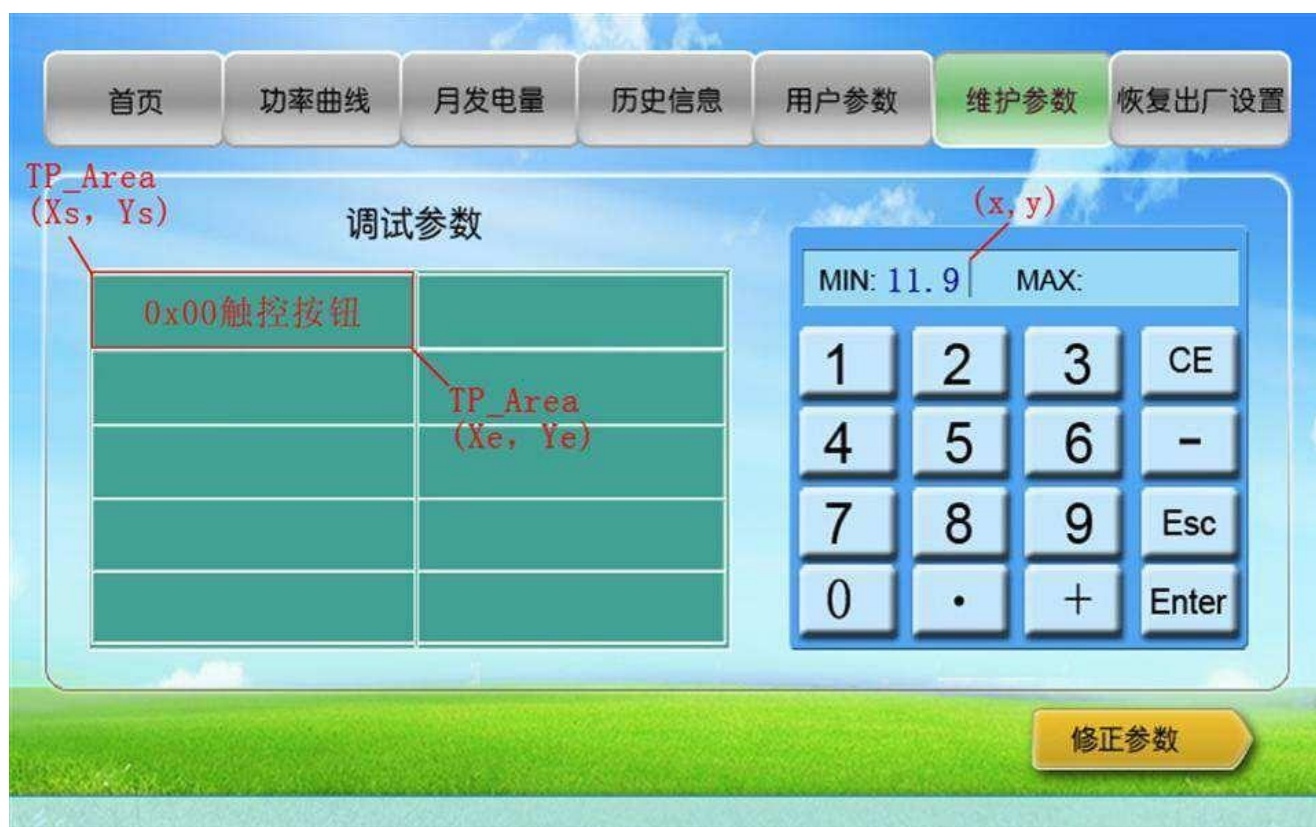 首页 功率曲线 月发电量 历史信息 用户参数 维护参数 恢复出厂设置
TP_Area
(Xs, Ys)
调试参数
(x, y)
MIN: 11.9 MAX:
0x00触控按钮
TP_Area
(Xe, Ye)
1 2 3 CE
4 5 6 -
7 8 9 Esc
0 · + Enter
修正参数